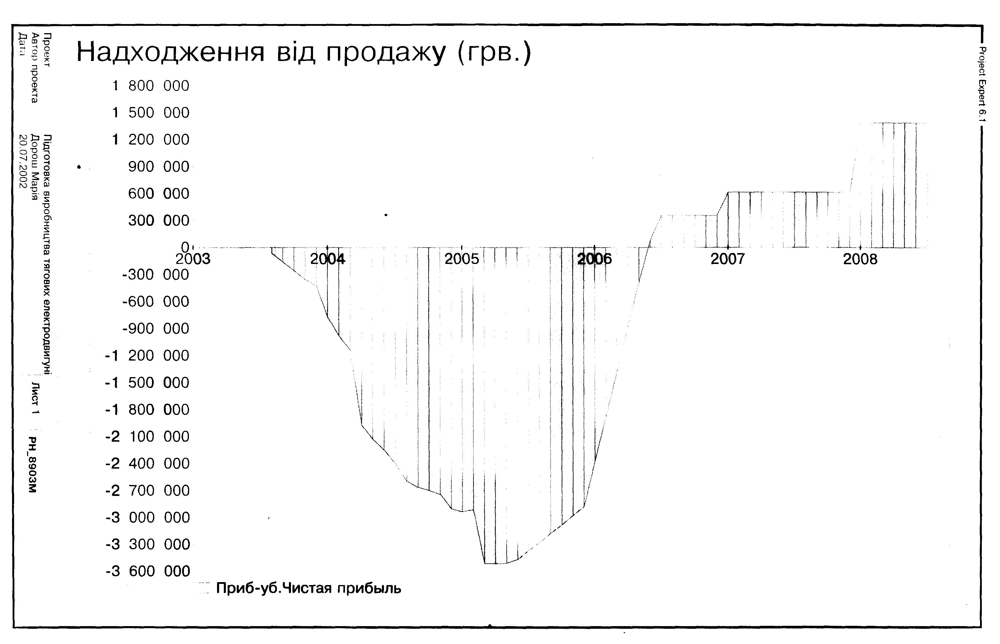 Надходження від продажу (грв.)
1 800 000
1 500 000
1 200 000
900 000
600 000
300 000
0
2003 2004 2005 2006 2007 2008
-300 000
-600 000
-900 000
-1 200 000
-1 500 000
-1 800 000
-2 100 000
-2 400 000
-2 700 000
-3 000 000
-3 300 000
-3 600 000
Приб-уб.Чистая прибыль
Project Expert 6.1
Проект Підготовка виробництва тягових електродвигуні
Автор проекта Дорош Марія
Дата 20.07.2002
Лист 1
PH_8903M